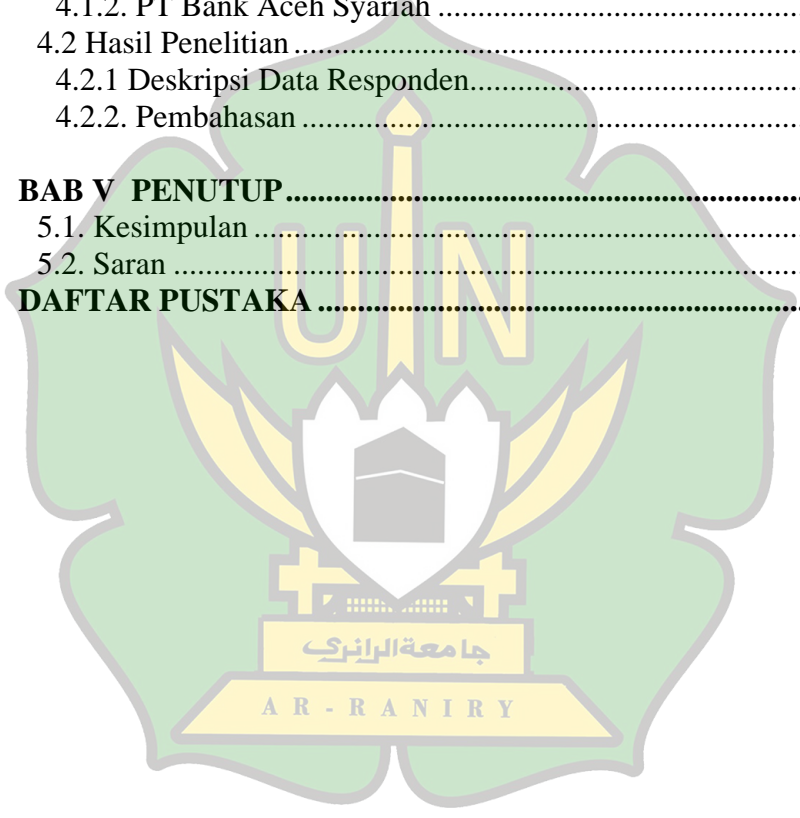 4.1.2. PT Bank Aceh Syariah ........................................
4.2 Hasil Penelitian ........................................
4.2.1 Deskripsi Data Responden........................................
4.2.2. Pembahasan ........................................
BAB V PENUTUP........................................
5.1. Kesimpulan ........................................
5.2. Saran ........................................
DAFTAR PUSTAKA ........................................
UIN
جامعة الرانري
AR-RANIRY